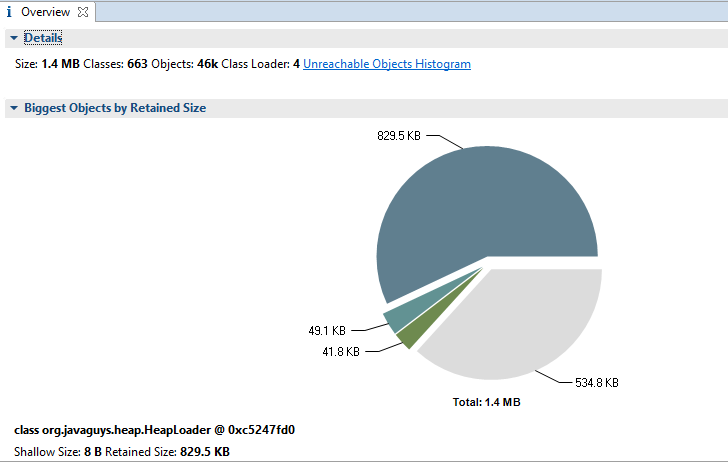 i Overview
Details
Size: 1.4 MB Classes: 663 Objects: 46k Class Loader: 4 Unreachable Objects Histogram
Biggest Objects by Retained Size
829.5 KB
49.1 KB
41.8 KB
534.8 KB
Total: 1.4 MB
class org.javaguys.heap.HeapLoader @ 0xc5247fd0
Shallow Size: 8 B Retained Size: 829.5 KB